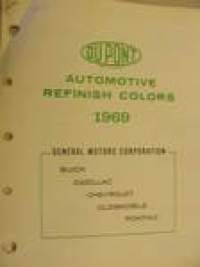 DU PONT
AUTOMOTIVE
REFINISH COLORS
1969
GENERAL MOTORS CORPORATION
BUICK
CADILLAC
CHEVROLET
OLDSMOBILE
PONTIAC